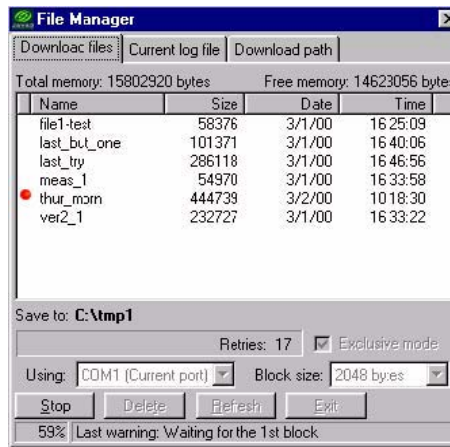 File Manager
Downloac files Current log file Download path
Total memory: 15802920 bytes Free memory: 14623056 byte
Name Size Date Time
file1-test 58376 3/1/00 16:25:09
last_but_one 101371 3/1/00 16:40:06
last_try 286118 3/1/00 16:46:56
meas_1 54970 3/1/00 16:33:58
thur_morn 444739 3/2/00 10:18:30
ver2_1 232727 3/1/00 16:33:22
Save to: C:\tmp1
Retries: 17 Exclusive mode
Using: COM1 (Current port) Block size: 2048 bytes
Stop Delete Refresh Exit
59% Last warning: Waiting for the 1st block